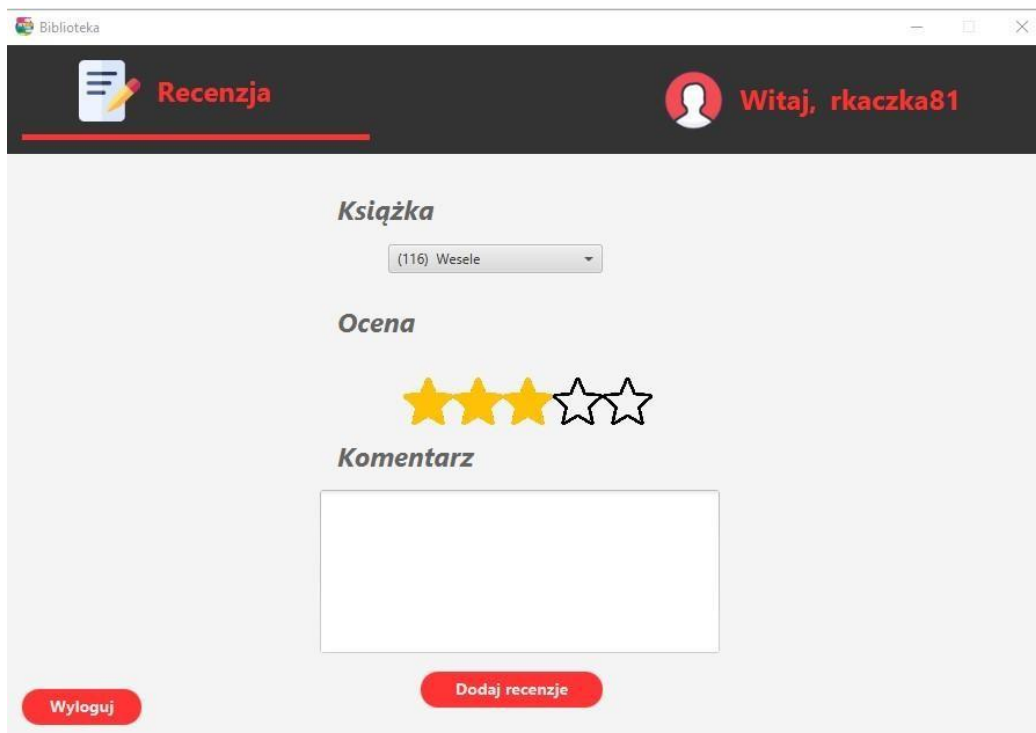 Biblioteka
Recenzja
Witaj, rkaczka81
Książka
(116) Wesele
Ocena
Komentarz
Dodaj recenzje
Wyloguj